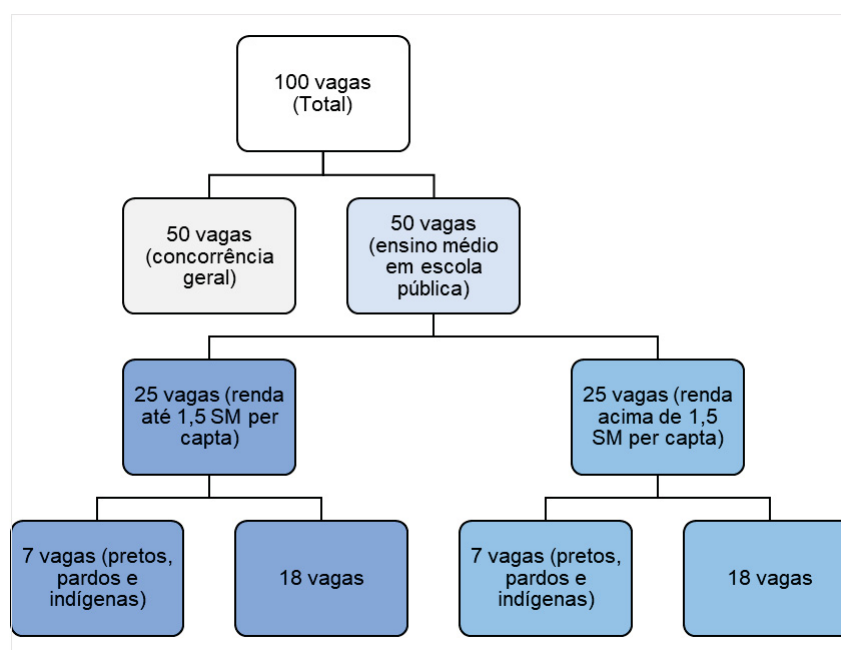 100 vagas
(Total)
50 vagas
(concorrência
geral)
50 vagas
(ensino médio
em escola
pública)
25 vagas (renda
até 1,5 SM per
capta)
25 vagas (renda
acima de 1,5
SM per capta)
7 vagas (pretos,
pardos e
indígenas)
18 vagas
7 vagas (pretos,
pardos e
indígenas)
18 vagas